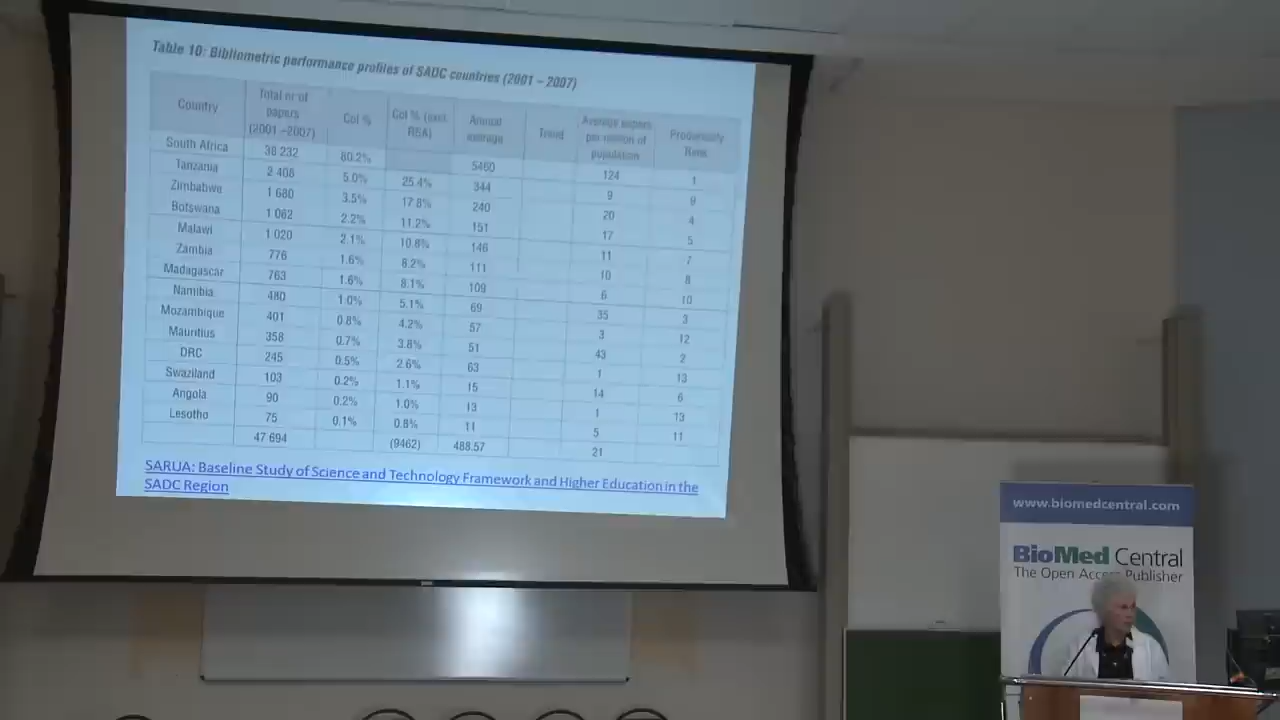 Table 10: Bibliometric performance profiles of SADC countries (2001 – 2007)
Country Total nr of papers (2001 –2007) Col % Col % (excl. RSA) Annual average Trend Average papers per million of population Productivity Rank
South Africa 38 232 80.2% 5460 124 1
Tanzania 2 408 5.0% 25.4% 344 9 9
Zimbabwe 1 680 3.5% 17.8% 240 20 4
Botswana 1 062 2.2% 11.2% 151 17 5
Malawi 1 020 2.1% 10.8% 146 11 7
Zambia 776 1.6% 8.2% 111 10 8
Madagascar 763 1.6% 8.1% 109 6 10
Namibia 480 1.0% 5.1% 69 35 3
Mozambique 401 0.8% 4.2% 57 3 12
Mauritius 358 0.7% 3.8% 51 43 2
DRC 245 0.5% 2.6% 63 1 13
Swaziland 103 0.2% 1.1% 15 14 6
Angola 90 0.2% 1.0% 13 1 13
Lesotho 75 0.1% 0.8% 11 5 11
47 694 (9462) 488.57 21
SARUA: Baseline Study of Science and Technology Framework and Higher Education in the
SADC Region
www.biomedcentral.com
BioMed Central
The Open Access Publisher